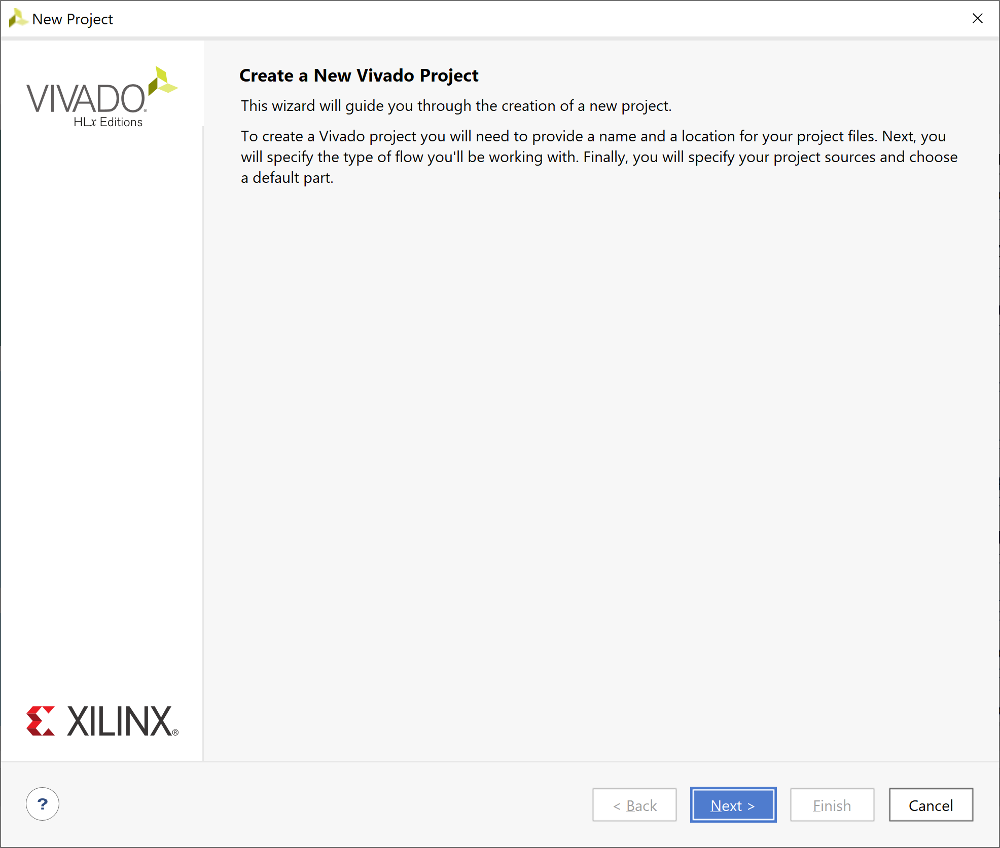 New Project
VIVADO®
HLx Editions
Create a New Vivado Project
This wizard will guide you through the creation of a new project.
To create a Vivado project you will need to provide a name and a location for your project files. Next, you
will specify the type of flow you'll be working with. Finally, you will specify your project sources and choose
a default part.
XILINX®
?
< Back
Next >
Finish
Cancel